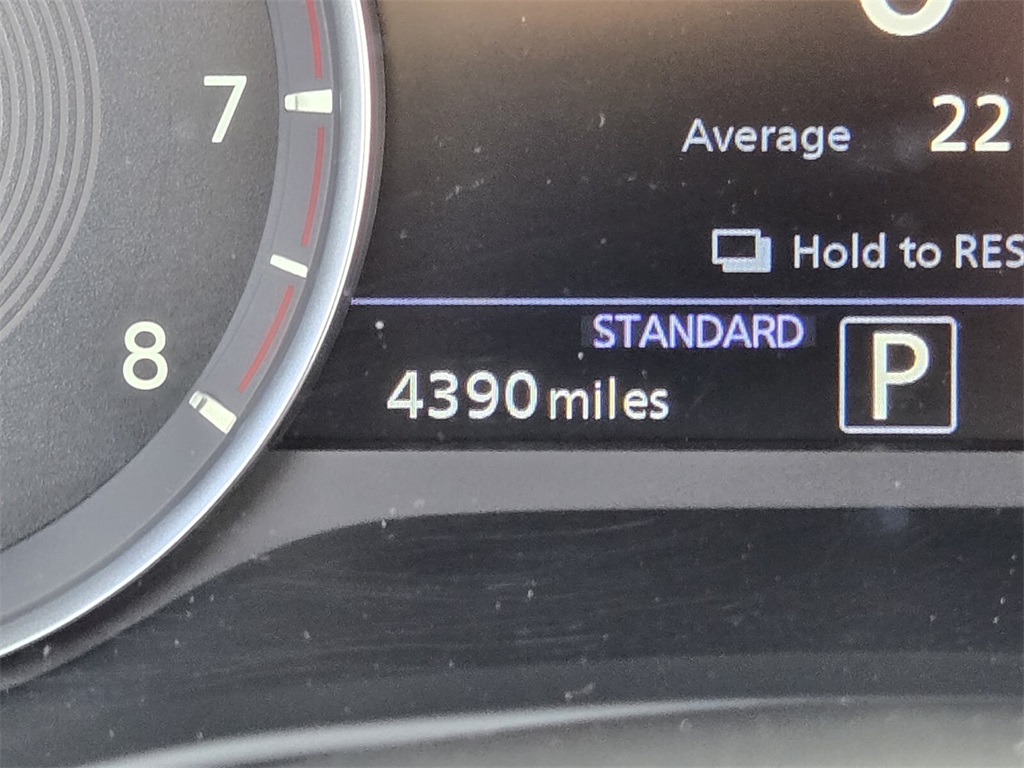 7
Average 22
Hold to RES
STANDARD
8
4390 miles
P